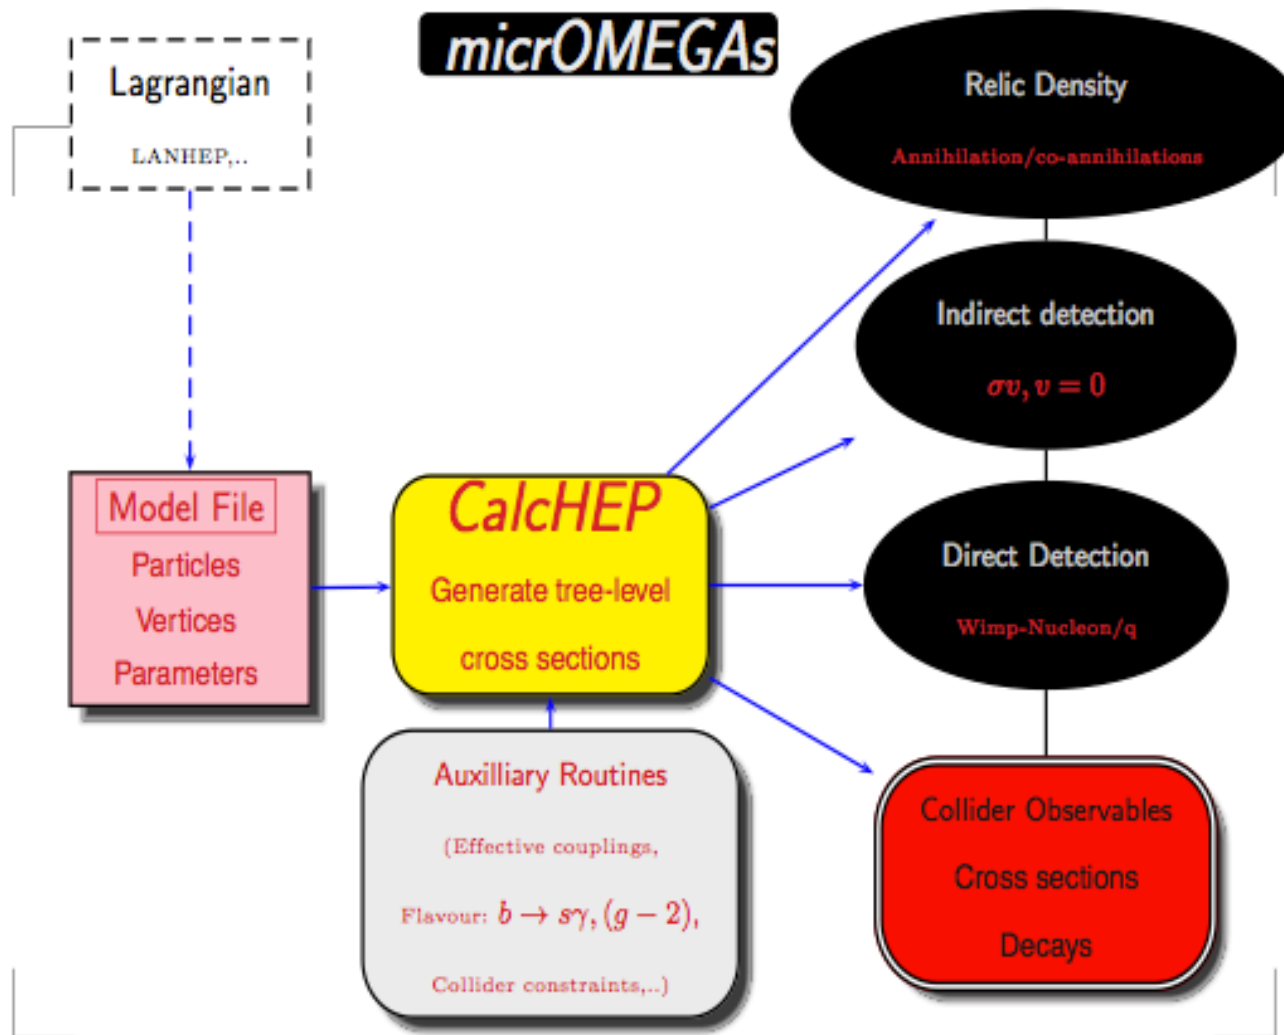 micrOMEGAs
Lagrangian
LANHEP,..
Model File
Particles
Vertices
Parameters
CalcHEP
Generate tree-level
cross sections
Auxilliary Routines
(Effective couplings,
Flavour: b → sγ, (g − 2),
Collider constraints,..)
Relic Density
Annihilation/co-annihilations
Indirect detection
σv, v = 0
Direct Detection
Wimp-Nucleon/q
Collider Observables
Cross sections
Decays